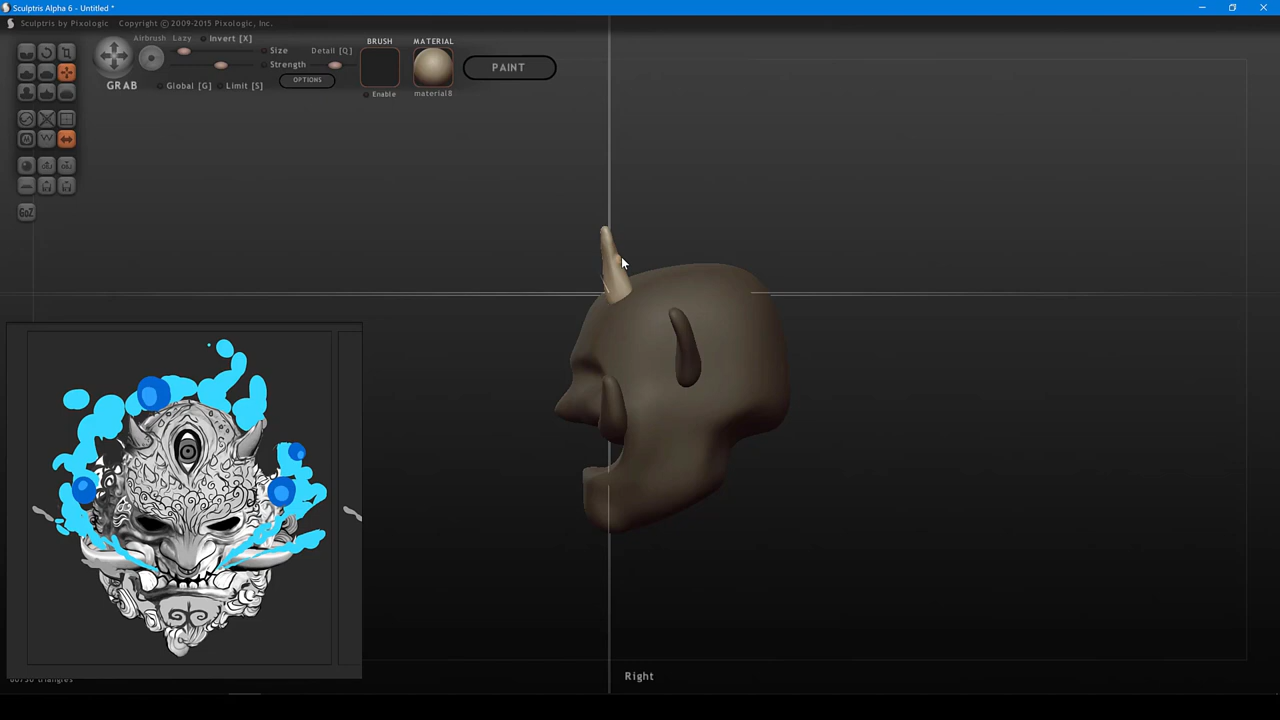 Sculptris Alpha 6 - Untitled *
Sculptris by Pixologic Copyright © 2009-2015 Pixologic, Inc.
Airbrush Lazy Invert [X]
BRUSH
MATERIAL
Size
Detail [Q]
Strength
PAINT
GRAB
Global [G] Limit [S]
OPTIONS
Enable
material8
GoZ
triangles
Right